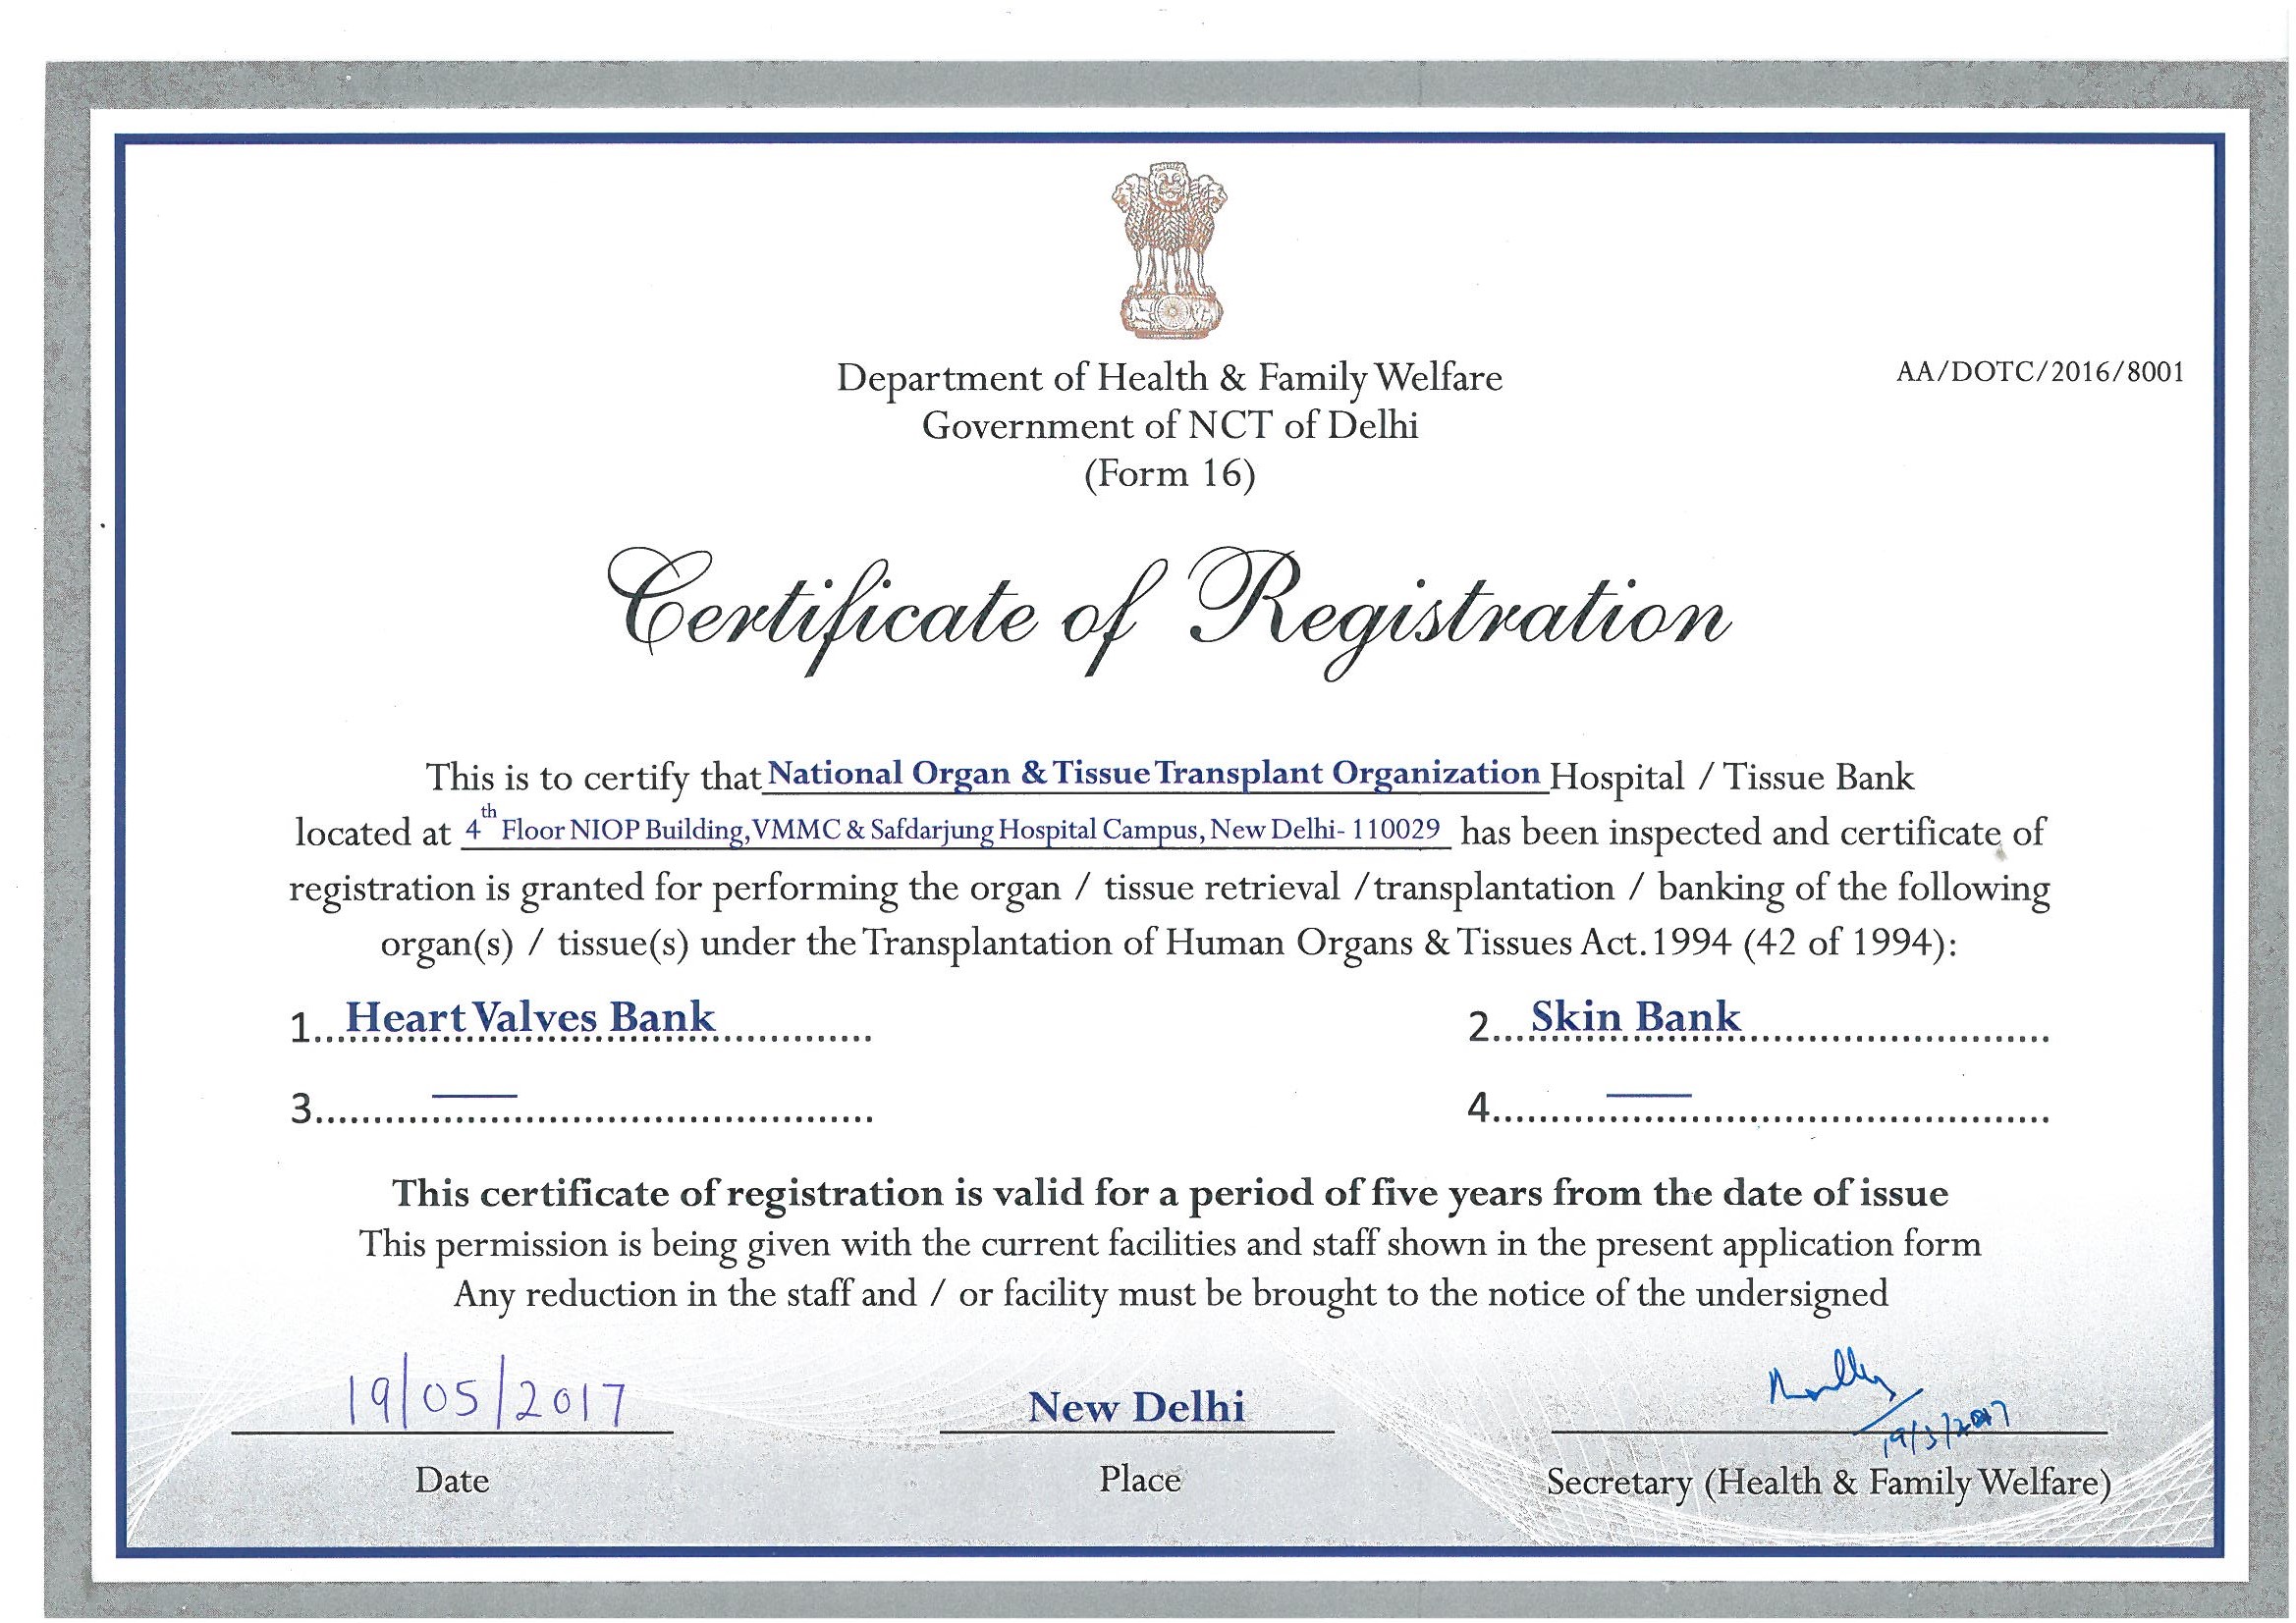 Department of Health & Family Welfare
AA/DOTC/2016/8001
Government of NCT of Delhi
(Form 16)
Certificate of Registration
This is to certify that National Organ & Tissue Transplant Organization Hospital / Tissue Bank
located at 4th Floor NIOP Building, VMMC & Safdarjung Hospital Campus, New Delhi- 110029 has been inspected and certificate of
registration is granted for performing the organ / tissue retrieval /transplantation / banking of the following
organ(s) / tissue(s) under the Transplantation of Human Organs & Tissues Act.1994 (42 of 1994):
1...Heart Valves Bank.............
2...Skin Bank.........................
3................................................
4................................................
This certificate of registration is valid for a period of five years from the date of issue
This permission is being given with the current facilities and staff shown in the present application form
Any reduction in the staff and / or facility must be brought to the notice of the undersigned
19/05/2017
New Delhi
Date
Place
Secretary (Health & Family Welfare)